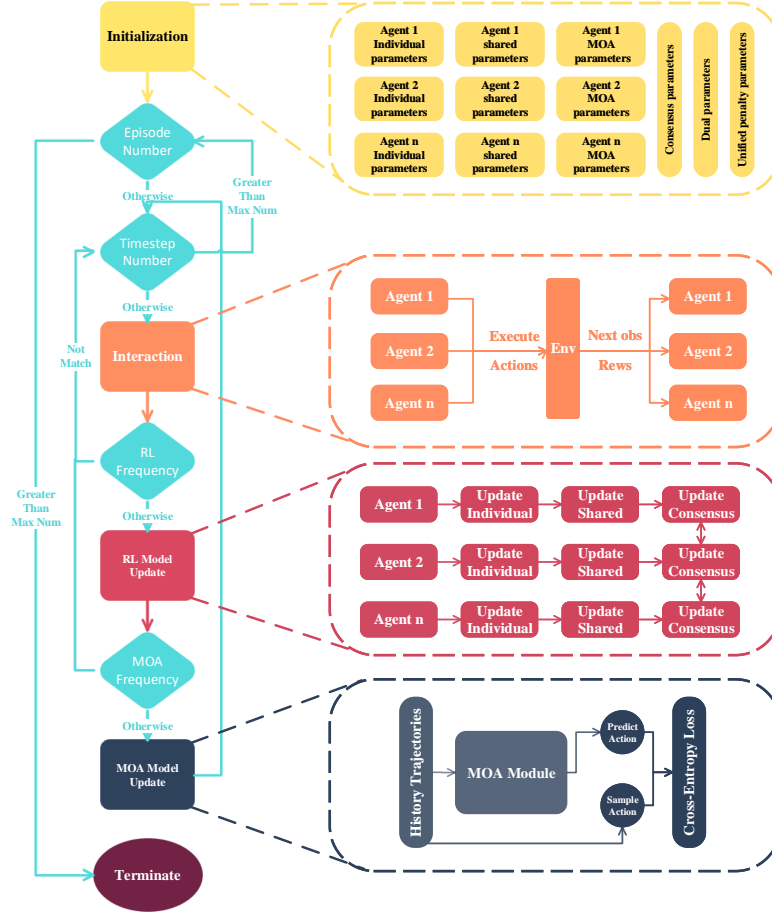 Initialization
Episode
Number
Otherwise
Greater
Than
Max Num
Timestep
Number
Otherwise
Not
Match
Interaction
RL
Frequency
Greater
Than
Max Num
Otherwise
RL Model
Update
MOA
Frequency
Otherwise
MOA Model
Update
Terminate
Agent 1
Individual
parameters
Agent 1
shared
parameters
Agent 1
MOA
parameters
Agent 2
Individual
parameters
Agent 2
shared
parameters
Agent 2
MOA
parameters
Agent n
Individual
parameters
Agent n
shared
parameters
Agent n
MOA
parameters
Consensus parameters
Dual parameters
Unified penalty parameters
Agent 1
Agent 2
Agent n
Execute
Actions
Env
Next obs
Rews
Agent 1
Agent 2
Agent n
Agent 1
Update
Individual
Update
Shared
Update
Consensus
Agent 2
Update
Individual
Update
Shared
Update
Consensus
Agent n
Update
Individual
Update
Shared
Update
Consensus
History Trajectories
MOA Module
Predict
Action
Sample
Action
Cross-Entropy Loss